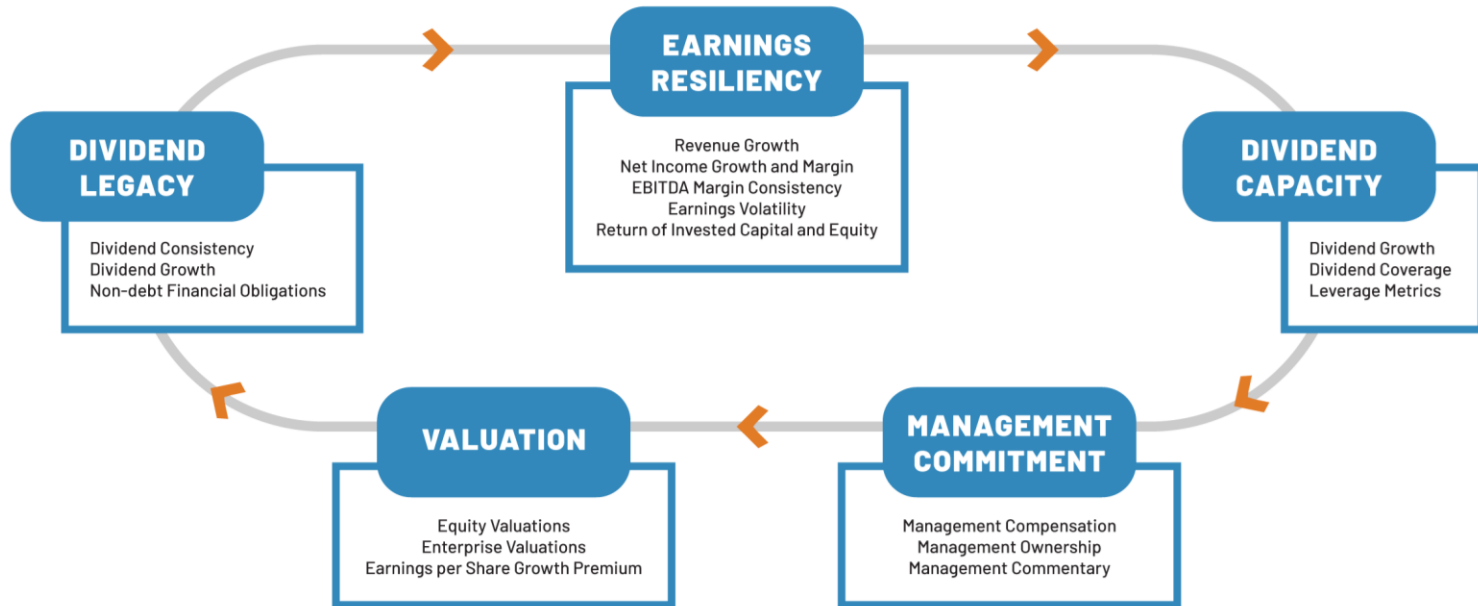 EARNINGS
RESILIENCY
Revenue Growth
Net Income Growth and Margin
EBITDA Margin Consistency
Earnings Volatility
Return of Invested Capital and Equity
DIVIDEND
LEGACY
Dividend Consistency
Dividend Growth
Non-debt Financial Obligations
DIVIDEND
CAPACITY
Dividend Growth
Dividend Coverage
Leverage Metrics
VALUATION
Equity Valuations
Enterprise Valuations
Earnings per Share Growth Premium
MANAGEMENT
COMMITMENT
Management Compensation
Management Ownership
Management Commentary